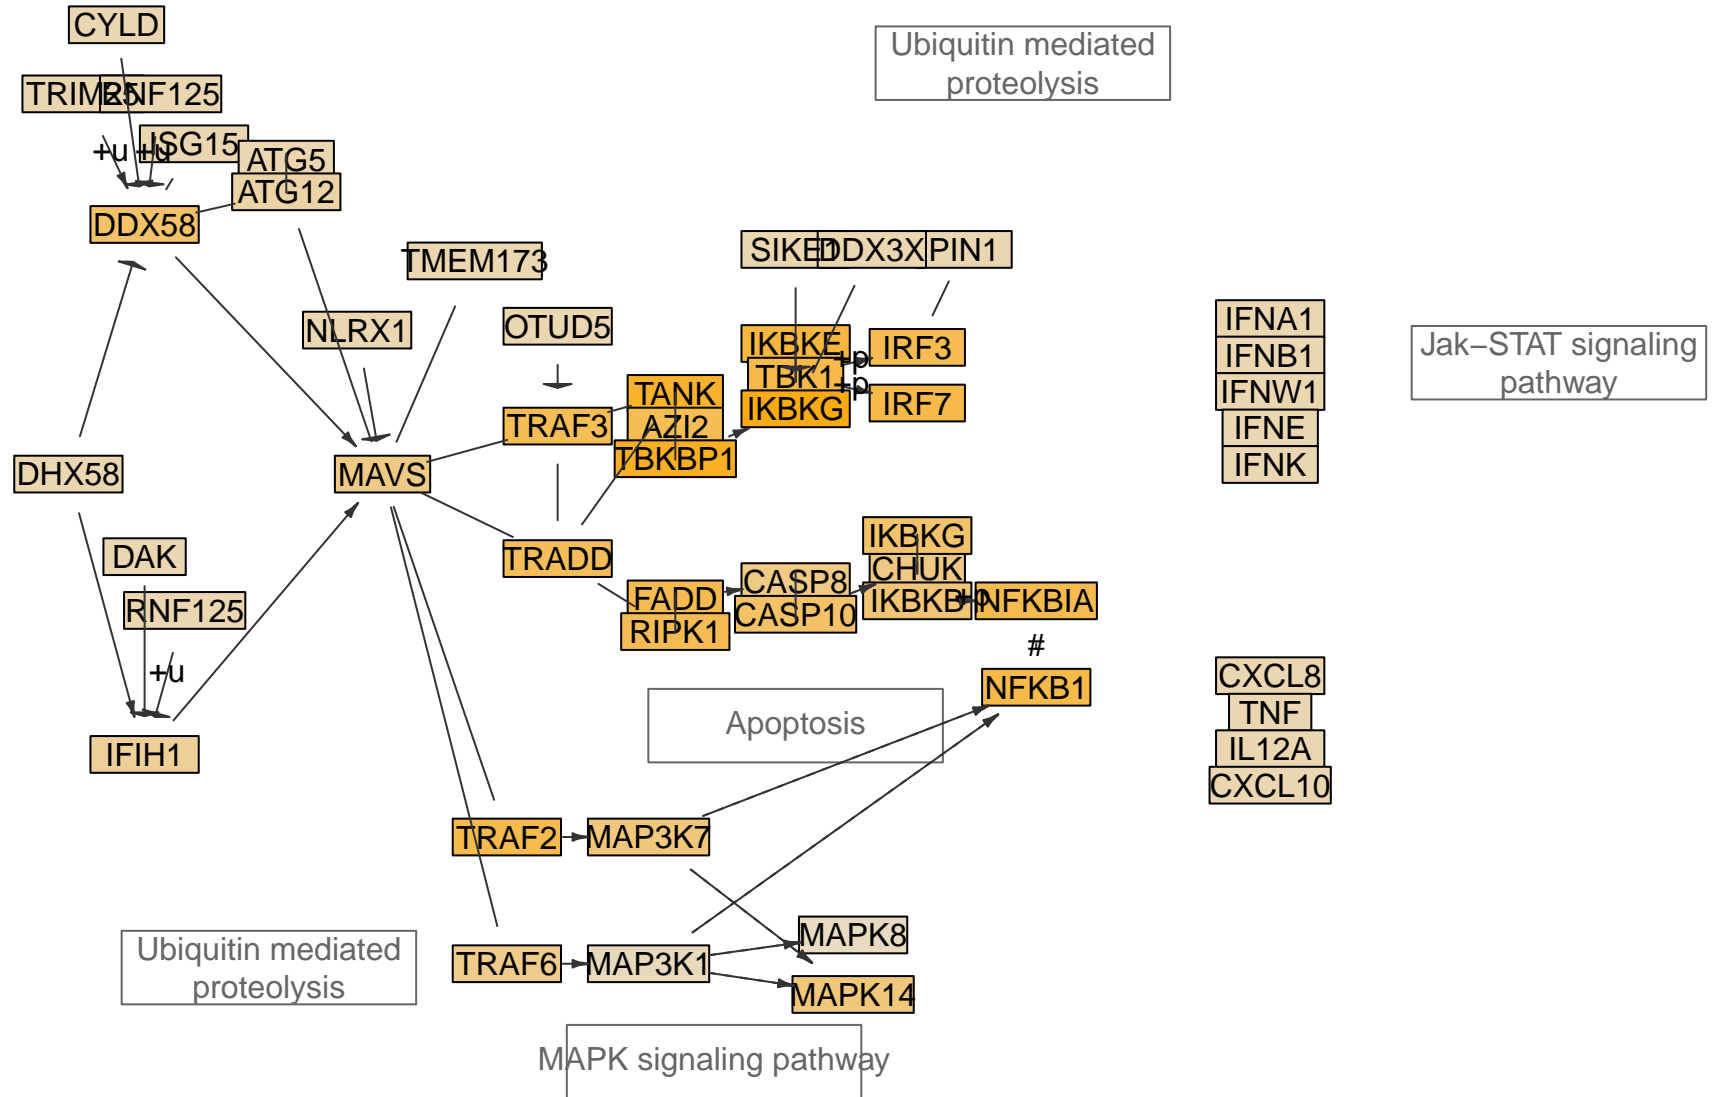 CYLD
Ubiquitin mediated
proteolysis
TRIM25
RNF125
ISG15
+u
+u
ATG5
ATG12
DDX58
TMEM173
SIKE1
DDX3X
PIN1
NLRX1
OTUD5
IKBKE
IRF3
+p
TBK1
+p
IKBKG
IRF7
IFNA1
IFNB1
IFNW1
IFNE
IFNK
Jak−STAT signaling
pathway
TANK
TRAF3
AZI2
TBKBP1
DHX58
MAVS
DAK
TRADD
IKBKG
CHUK
IKBKB
+p
NFKBIA
CASP8
CASP10
FADD
RIPK1
RNF125
+u
#
NFKB1
CXCL8
TNF
IL12A
CXCL10
Apoptosis
IFIH1
TRAF2
MAP3K7
Ubiquitin mediated
proteolysis
TRAF6
MAP3K1
MAPK8
MAPK14
MAPK signaling pathway